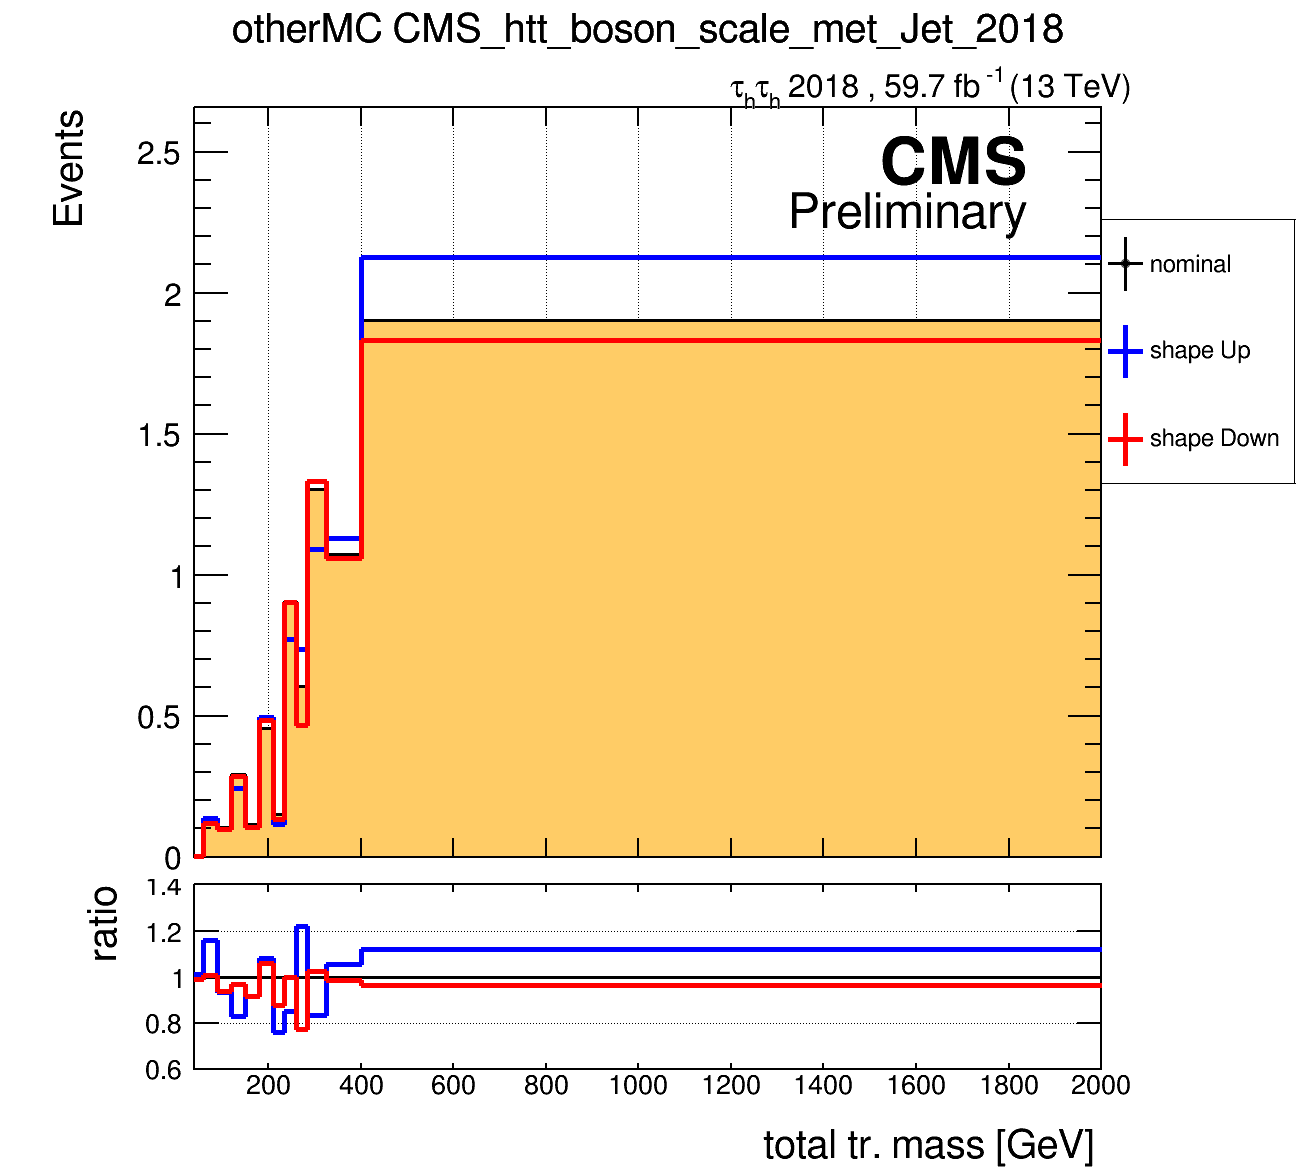 otherMC CMS_htt_boson_scale_met_Jet_2018
τhτh 2018 , 59.7 fb-1 (13 TeV)
Events
CMS
Preliminary
2.5
2
1.5
1
0.5
0
nominal
shape Up
shape Down
ratio
1.4
1.2
1
0.8
0.6
200 400 600 800 1000 1200 1400 1600 1800 2000
total tr. mass [GeV]